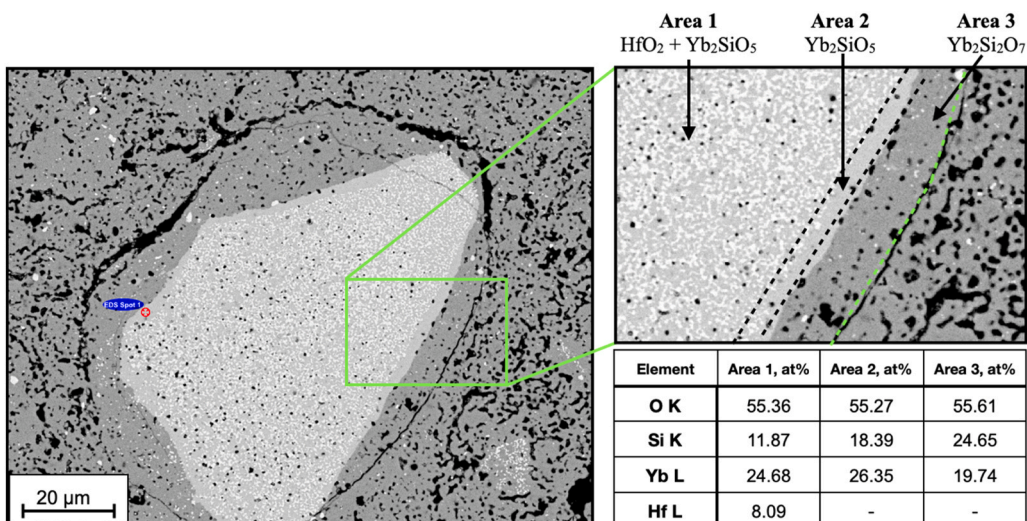 Area 1 Area 2 Area 3
HfO₂ + Yb₂SiO₅ Yb₂SiO₅ Yb₂Si₂O₇
EDS Spot 1
20 µm
Element Area 1, at% Area 2, at% Area 3, at%
O K 55.36 55.27 55.61
Si K 11.87 18.39 24.65
Yb L 24.68 26.35 19.74
Hf L 8.09 - -